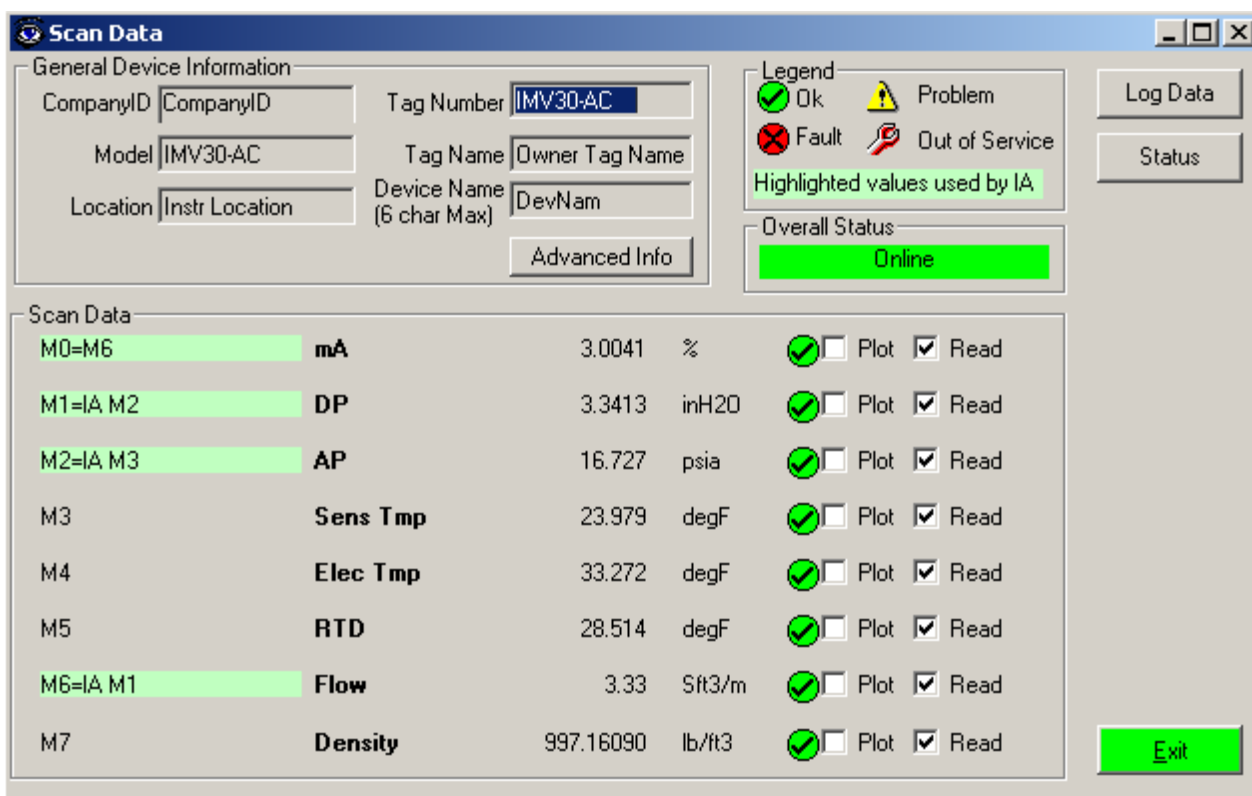 Scan Data
General Device Information
CompanyID CompanyID
Tag Number IMV30-AC
Model IMV30-AC
Tag Name Owner Tag Name
Location Instr Location
Device Name
(6 char Max) DevNam
Advanced Info
Legend
Ok Problem
Fault Out of Service
Highlighted values used by IA
Overall Status
Online
Log Data
Status
Scan Data
M0=M6 mA 3.0041 % Plot Read
M1=IA M2 DP 3.3413 inH2O Plot Read
M2=IA M3 AP 16.727 psia Plot Read
M3 Sens Tmp 23.979 degF Plot Read
M4 Elec Tmp 33.272 degF Plot Read
M5 RTD 28.514 degF Plot Read
M6=IA M1 Flow 3.33 Sft3/m Plot Read
M7 Density 997.16090 lb/ft3 Plot Read
Exit